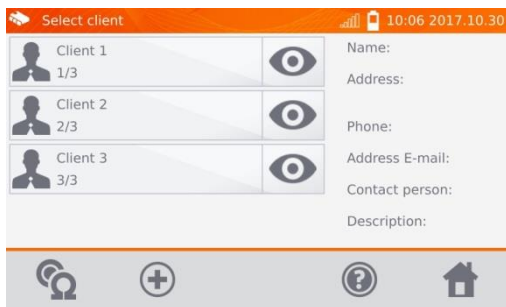 Select client
10:06 2017.10.30
Client 1
1/3
Client 2
2/3
Client 3
3/3
Name:
Address:
Phone:
Address E-mail:
Contact person:
Description: